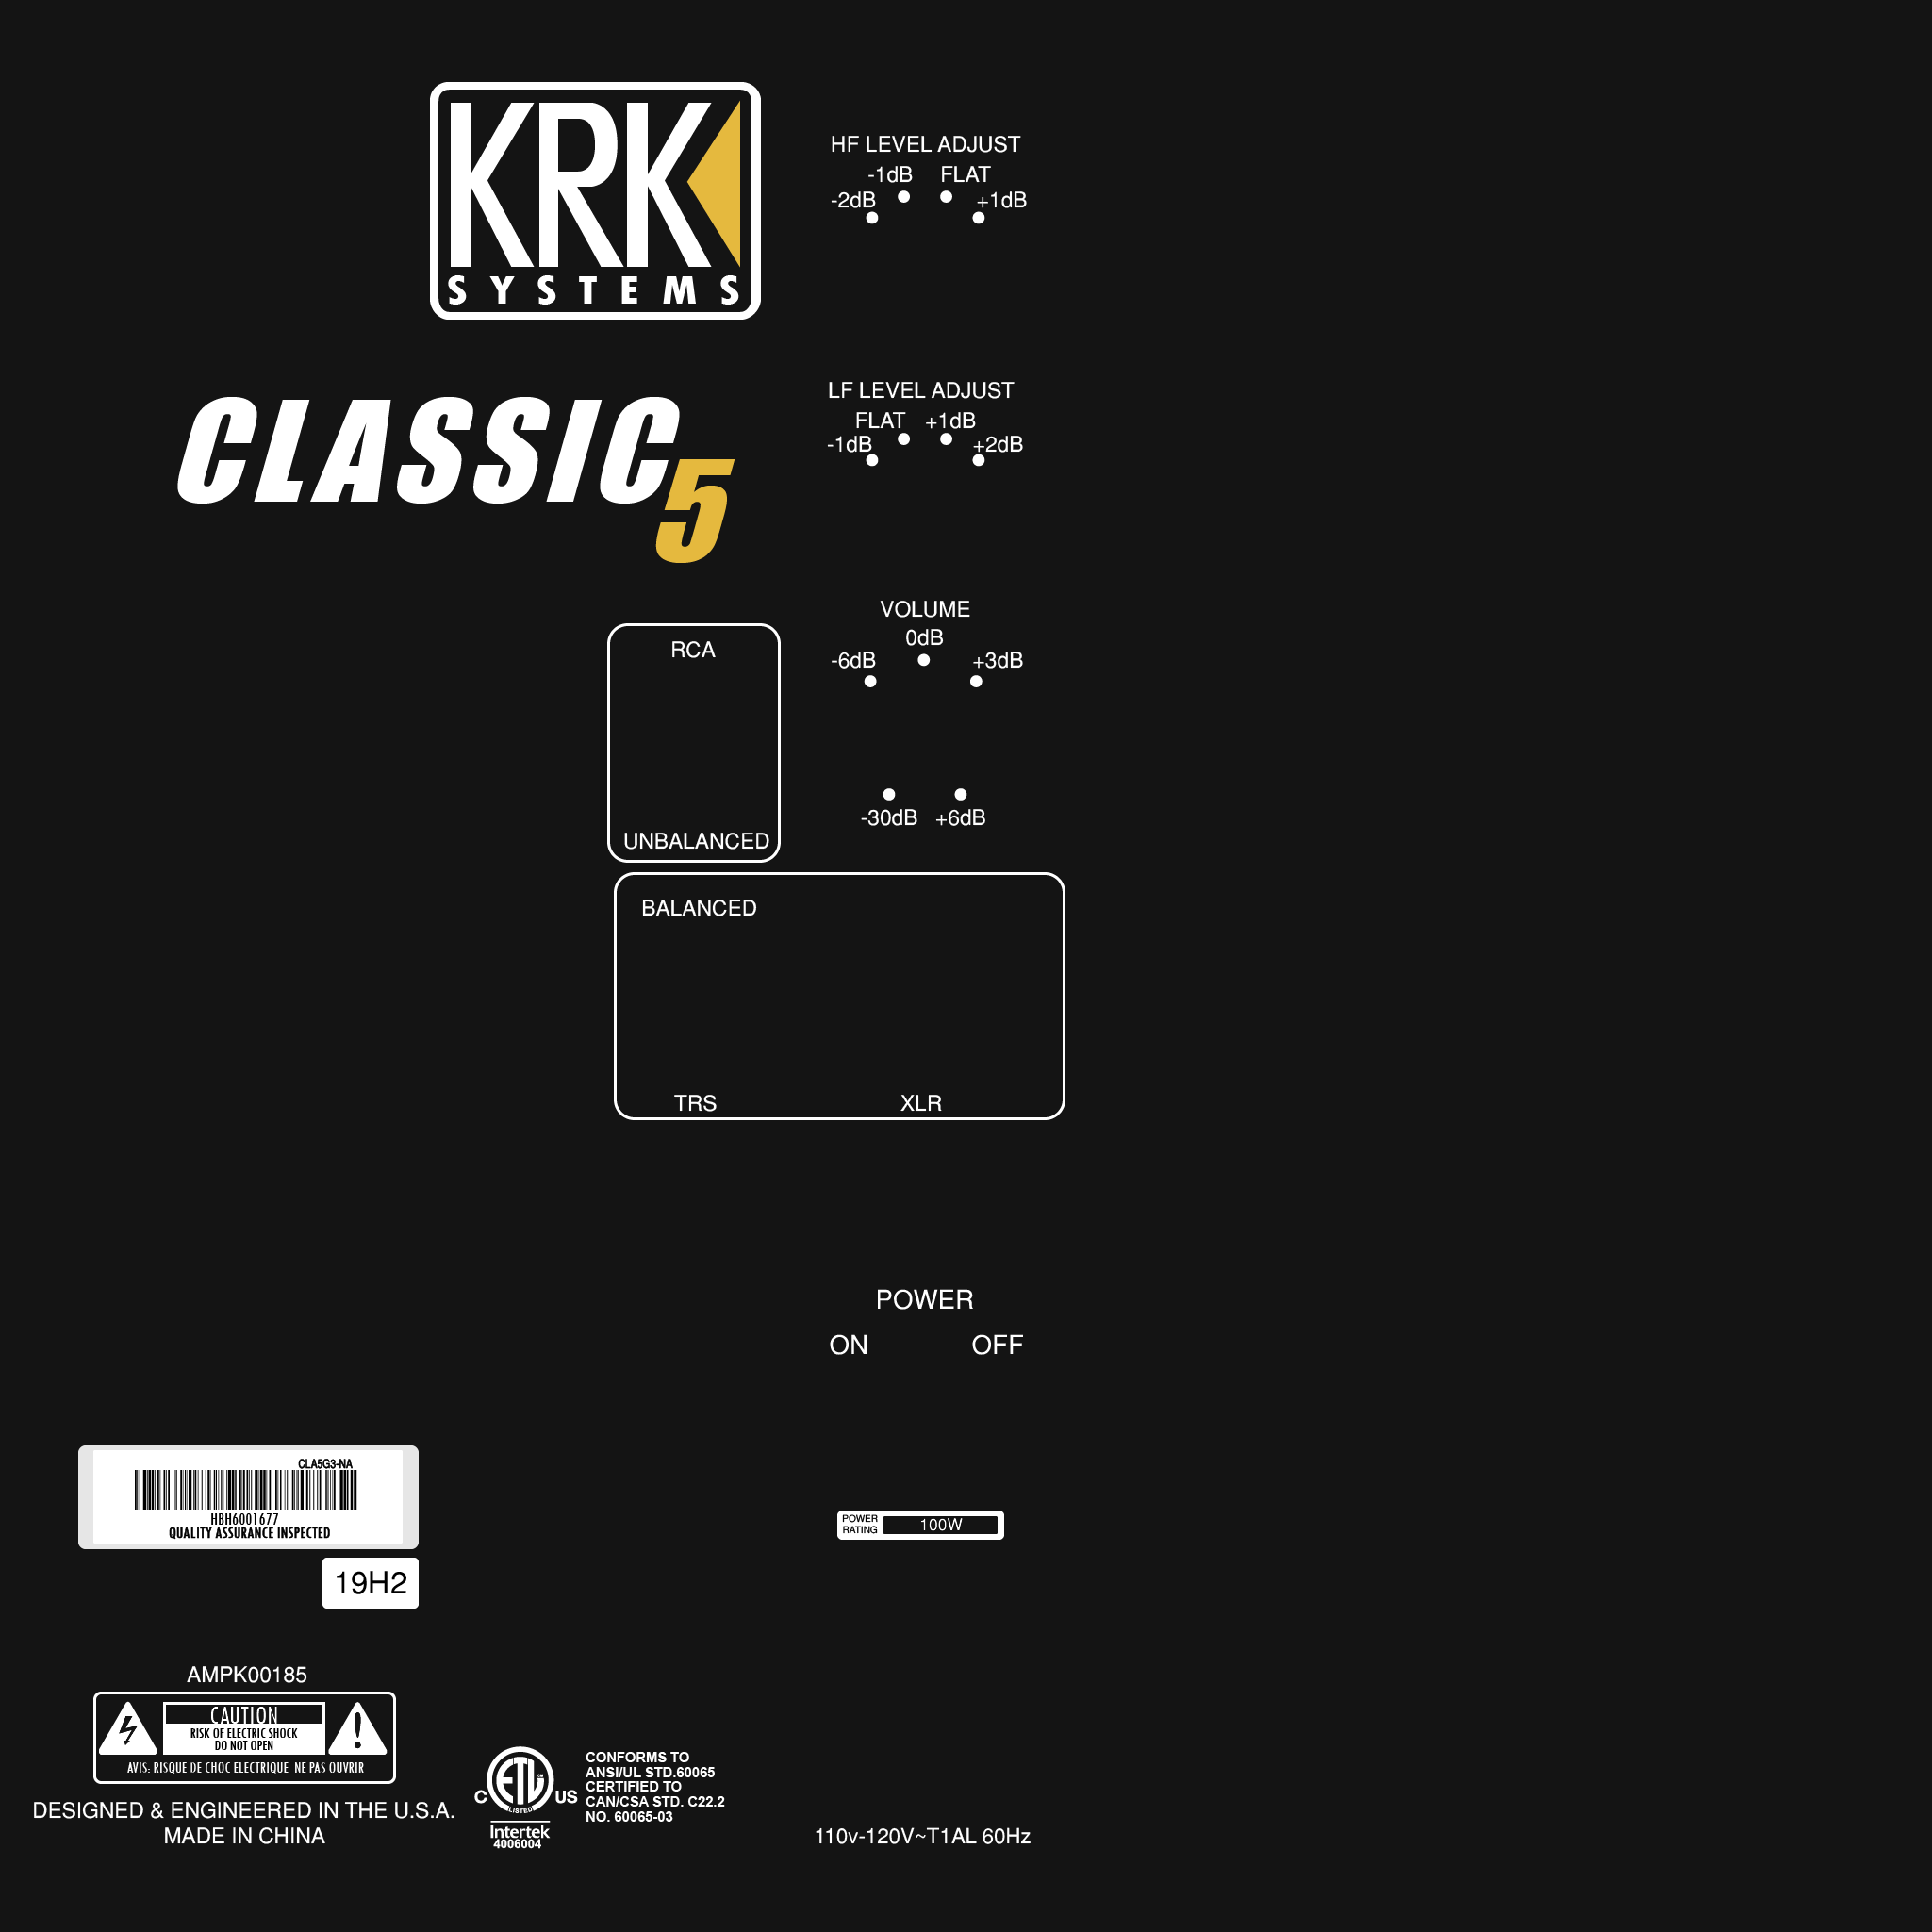 KRK
SYSTEMS
HF LEVEL ADJUST
-1dB FLAT
-2dB +1dB
CLASSIC 5
LF LEVEL ADJUST
FLAT +1dB
-1dB +2dB
VOLUME
0dB
-6dB +3dB
-30dB +6dB
RCA
UNBALANCED
BALANCED
TRS XLR
POWER
ON OFF
CLA5G3-NA
HBH6001677
QUALITY ASSURANCE INSPECTED
19H2
POWER
RATING
100W
AMPK00185
CAUTION
RISK OF ELECTRIC SHOCK
DO NOT OPEN
AVIS: RISQUE DE CHOC ELECTRIQUE NE PAS OUVRIR
DESIGNED & ENGINEERED IN THE U.S.A.
MADE IN CHINA
C ETL US
LISTED
Intertek
4006004
CONFORMS TO
ANSI/UL STD.60065
CERTIFIED TO
CAN/CSA STD. C22.2
NO. 60065-03
110v-120V~T1AL 60Hz